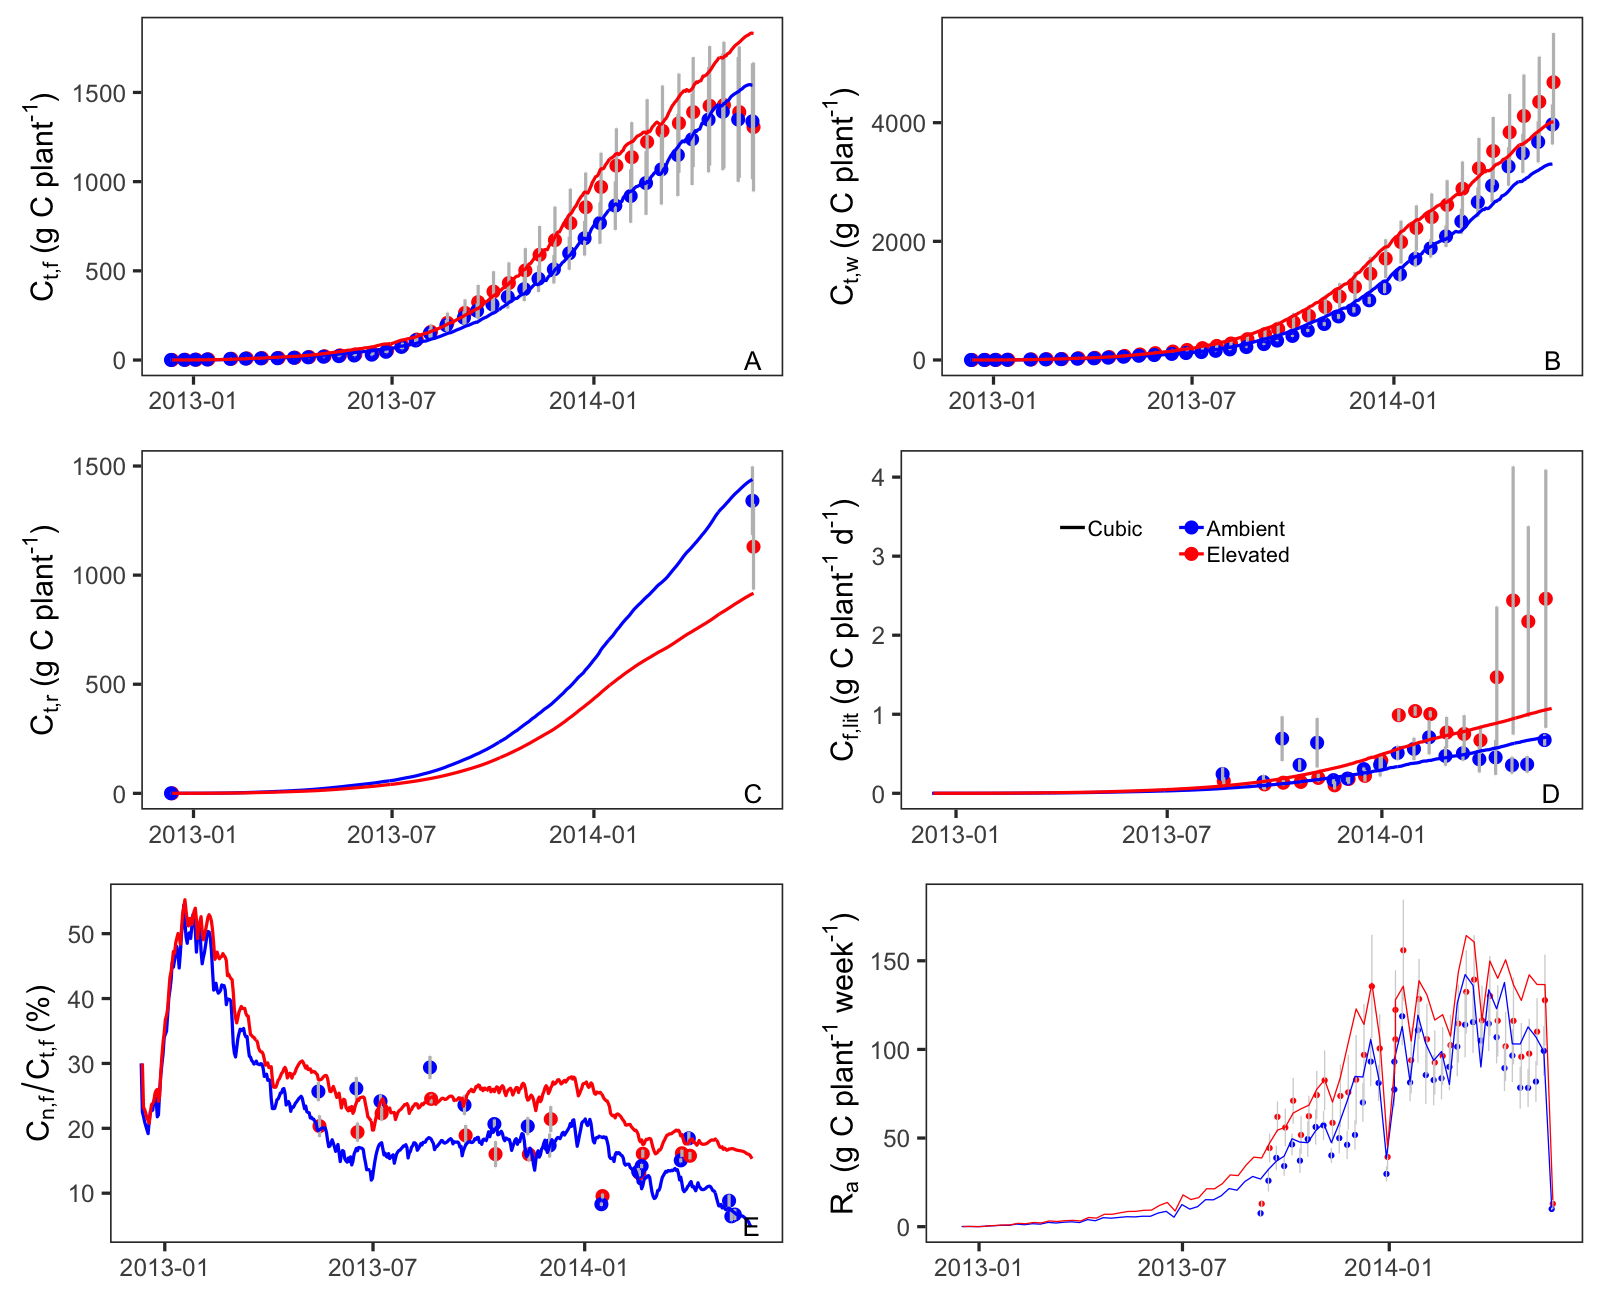 C_t,f (g C plant^-1)
1500
1000
500
0
2013-01 2013-07 2014-01
A
C_t,w (g C plant^-1)
4000
2000
0
2013-01 2013-07 2014-01
B
C_t,r (g C plant^-1)
1500
1000
500
0
2013-01 2013-07 2014-01
C
C_f,lit (g C plant^-1 d^-1)
4
3
2
1
0
Cubic
Ambient
Elevated
2013-01 2013-07 2014-01
D
C_n,f/C_t,f (%)
50
40
30
20
10
2013-01 2013-07 2014-01
E
R_a (g C plant^-1 week^-1)
150
100
50
0
2013-01 2013-07 2014-01